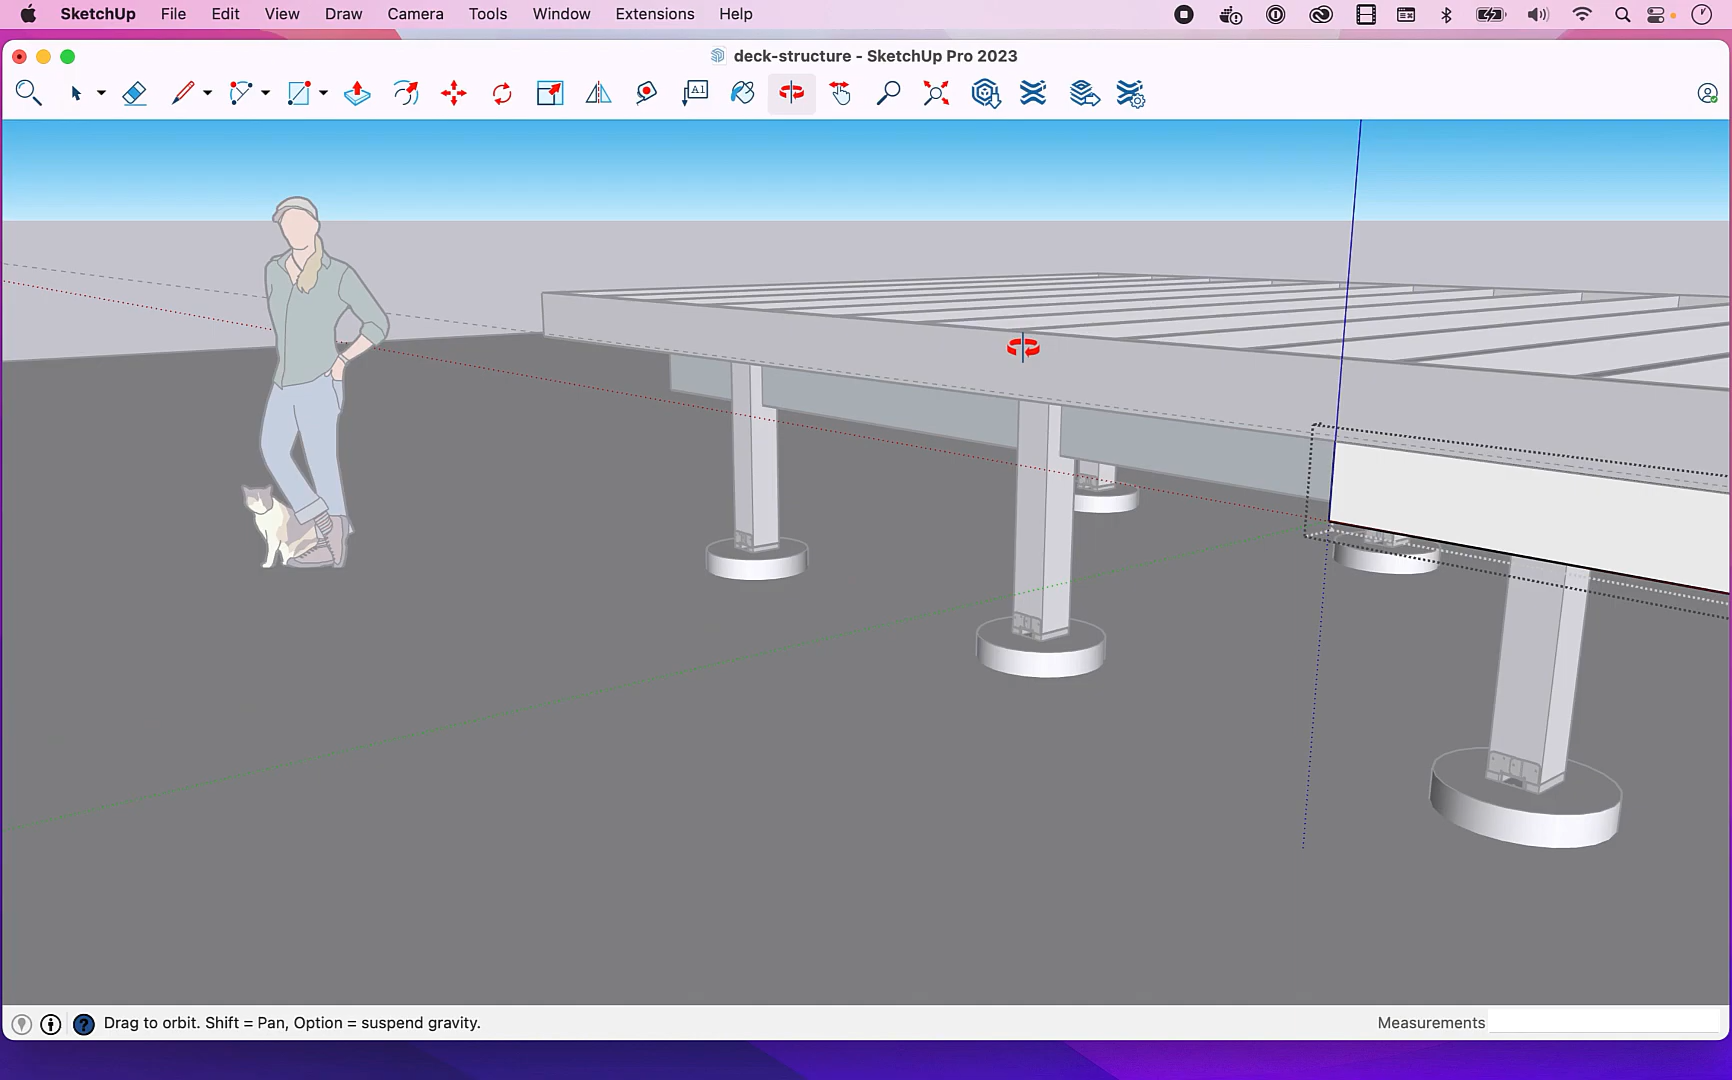 SketchUp File Edit View Draw Camera Tools Window Extensions Help
deck-structure - SketchUp Pro 2023
A1
Drag to orbit. Shift = Pan, Option = suspend gravity.
Measurements